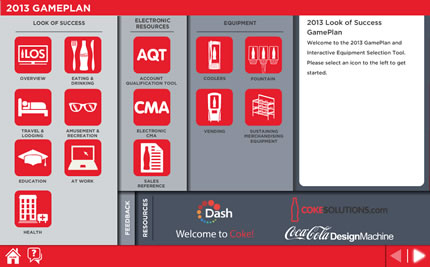 2013 GAMEPLAN
LOOK OF SUCCESS
ILOS
OVERVIEW
EATING &
DRINKING
TRAVEL &
LODGING
AMUSEMENT &
RECREATION
EDUCATION
AT WORK
HEALTH
ELECTRONIC
RESOURCES
AQT
ACCOUNT
QUALIFICATION TOOL
CMA
ELECTRONIC
CMA
SALES
REFERENCE
EQUIPMENT
COOLERS
FOUNTAIN
VENDING
SUSTAINING
MERCHANDISING
EQUIPMENT
2013 Look of Success
GamePlan
Welcome to the 2013 GamePlan and
Interactive Equipment Selection Tool.
Please select an icon to the left to get
started.
FEEDBACK
RESOURCES
Dash
COKESOLUTIONS.com
Welcome to Coke!
Coca-Cola DesignMachine
?